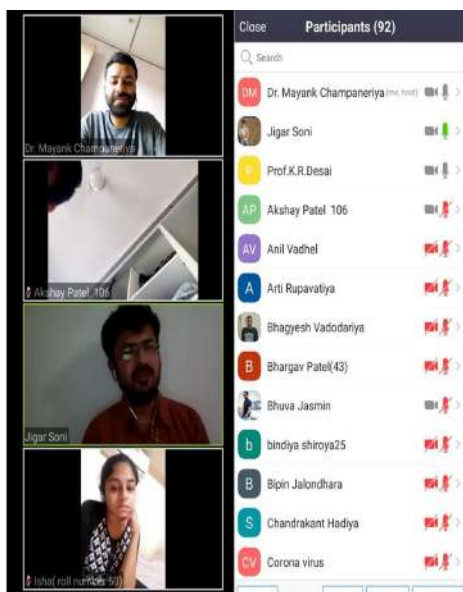 Dr. Mayank Champaneriya
Akshay Patel 106
Jigar Soni
Isha( roll number 50)
Close Participants (92)
Search
DM Dr. Mayank Champaneriya (me, host)
Jigar Soni
P Prof.K.R.Desai
AP Akshay Patel 106
AV Anil Vadhel
A Arti Rupavatiya
Bhagyesh Vadodariya
B Bhargav Patel(43)
Bhuva Jasmin
b bindiya shiroya25
B Bipin Jalondhara
S Chandrakant Hadiya
CV Corona virus